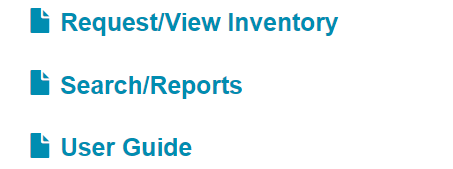 Request/View Inventory
Search/Reports
User Guide